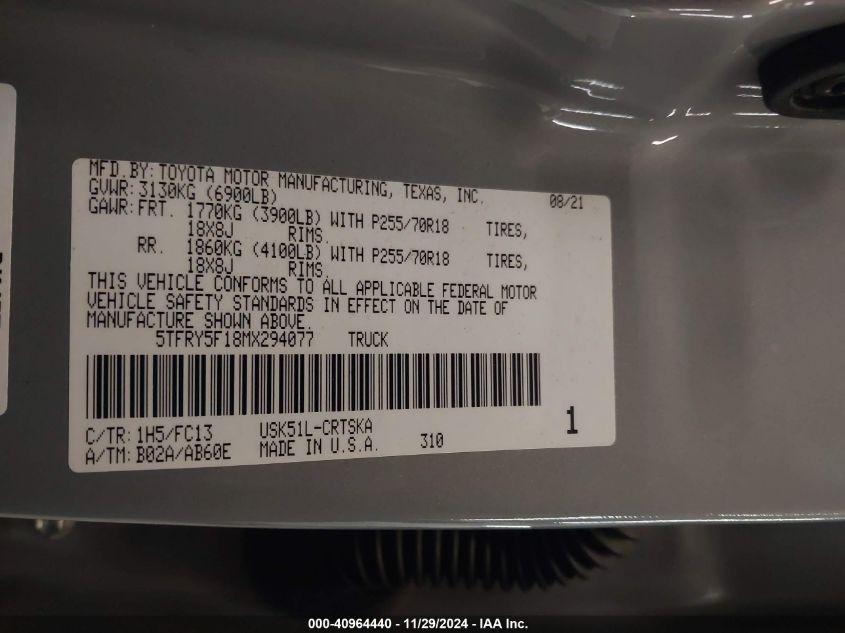 MFD.BY:TOYOTA MOTOR MANUFACTURING, TEXAS, INC. 08/21
GVWR:3130KG (6900LB)
GAWR:FRT. 1770KG (3900LB) WITH P255/70R18 TIRES,
18X8J RIMS.
RR. 1860KG (4100LB) WITH P255/70R18 TIRES,
18X8J RIMS.
THIS VEHICLE CONFORMS TO ALL APPLICABLE FEDERAL MOTOR
VEHICLE SAFETY STANDARDS IN EFFECT ON THE DATE OF
MANUFACTURE SHOWN ABOVE.
5TFRY5F18MX294077 TRUCK
C/TR:1H5/FC13 USK51L-CRTSKA 1
A/TM:B02A/AB60E MADE IN U.S.A. 310
000-40964440 - 11/29/2024 - IAA Inc.